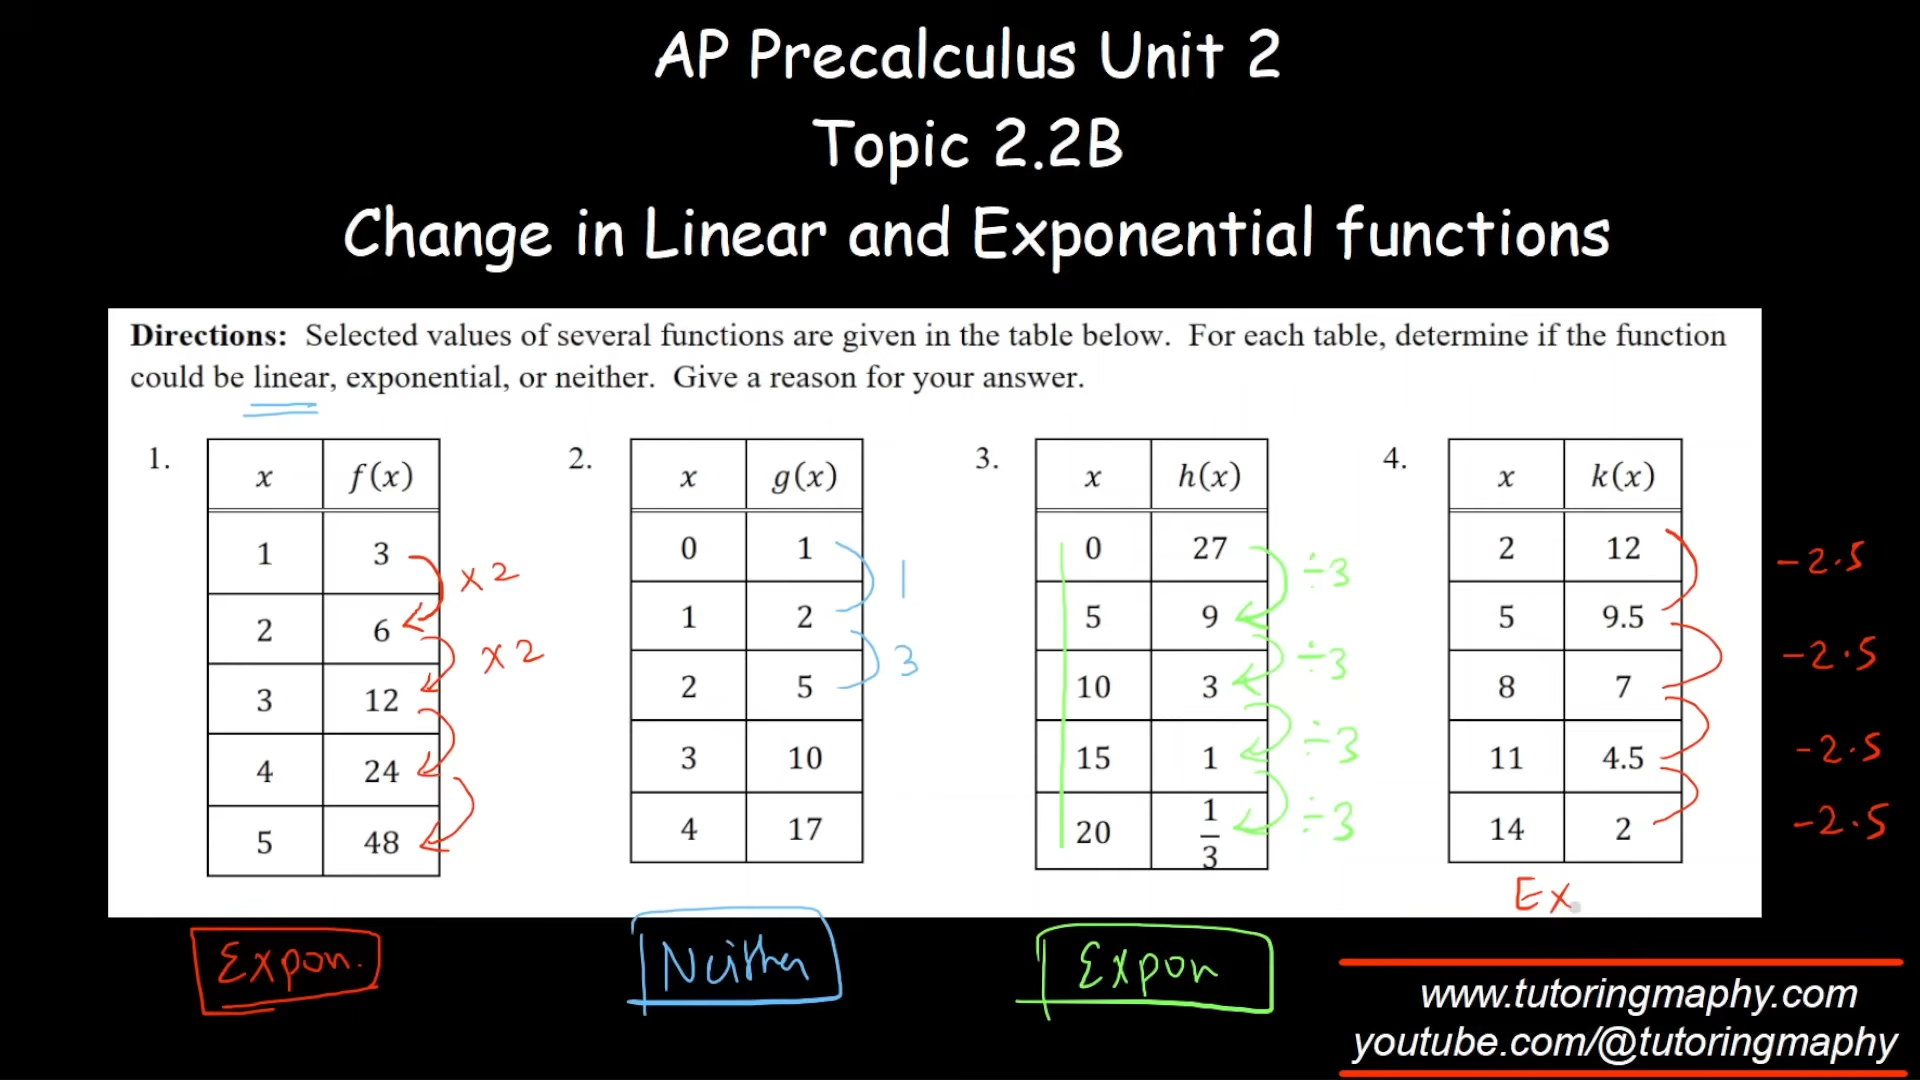 AP Precalculus Unit 2
Topic 2.2B
Change in Linear and Exponential functions
Directions: Selected values of several functions are given in the table below. For each table, determine if the function
could be linear, exponential, or neither. Give a reason for your answer.
1.
x f(x)
1 3
2 6
3 12
4 24
5 48
×2
×2
Expon.
2.
x g(x)
0 1
1 2
2 5
3 10
4 17
1
3
Neither
3.
x h(x)
0 27
5 9
10 3
15 1
20 1/3
÷3
÷3
÷3
÷3
Expon
4.
x k(x)
2 12
5 9.5
8 7
11 4.5
14 2
-2.5
-2.5
-2.5
-2.5
Ex
www.tutoringmaphy.com
youtube.com/@tutoringmaphy